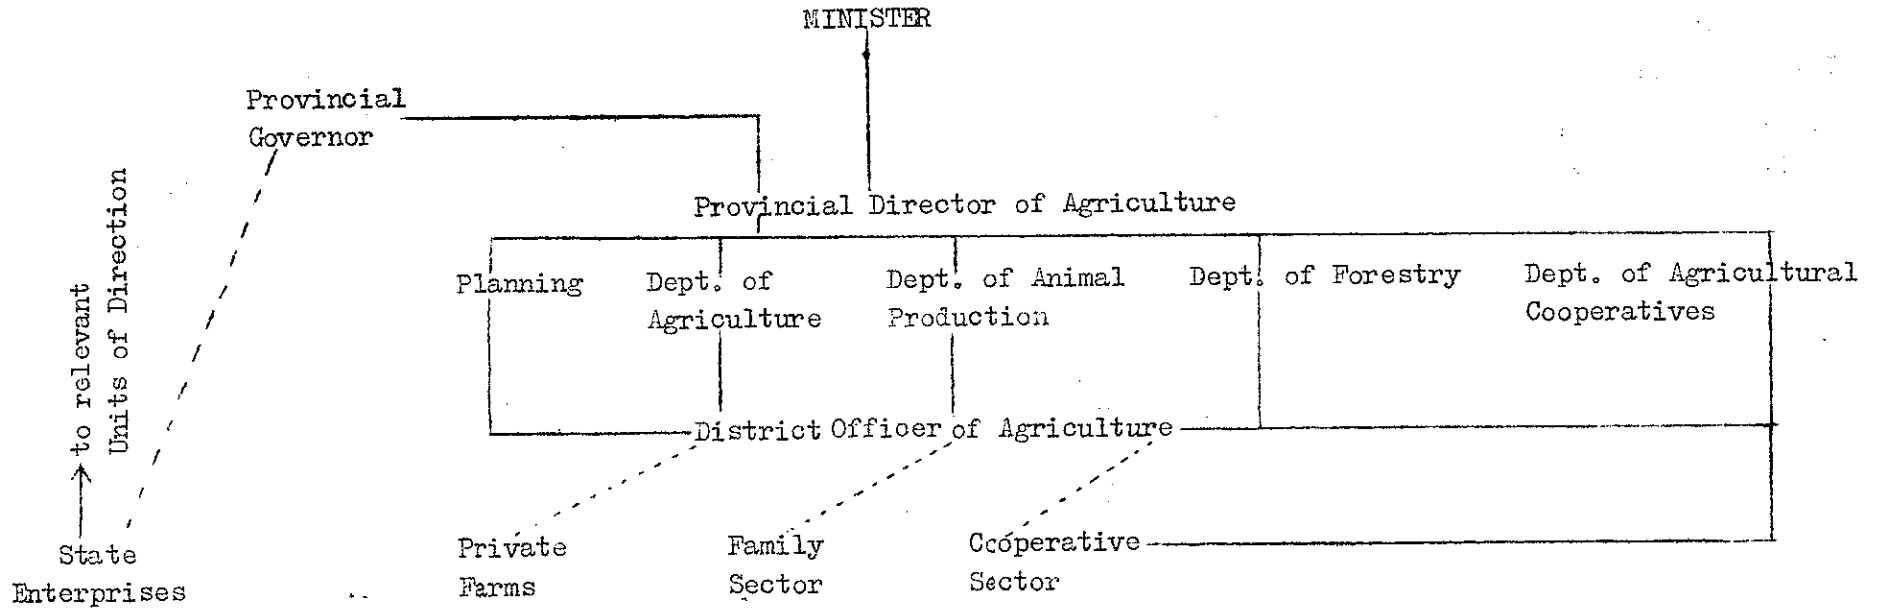 MINISTER
Provincial
Governor
Provincial Director of Agriculture
Planning
Dept. of
Agriculture
Dept. of Animal
Production
Dept. of Forestry
Dept. of Agricultural
Cooperatives
to relevant
Units of Direction
District Officer of Agriculture
State
Enterprises
Private
Farms
Family
Sector
Cooperative
Sector